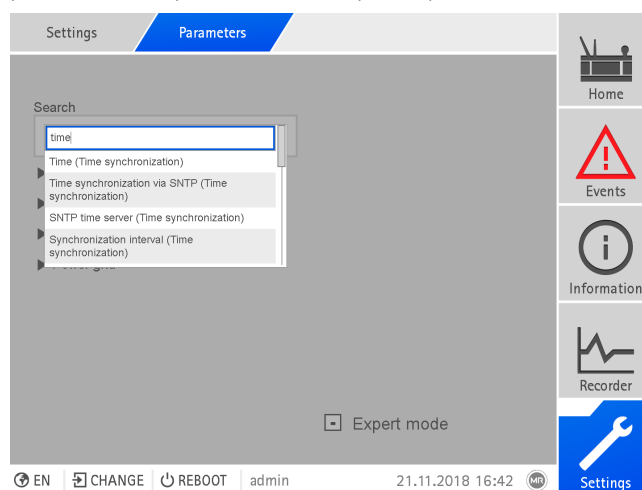 Settings
Parameters
Search
time
Time (Time synchronization)
Time synchronization via SNTP (Time
synchronization)
SNTP time server (Time synchronization)
Synchronization interval (Time
synchronization)
Expert mode
EN
CHANGE
REBOOT
admin
21.11.2018 16:42
MR
Home
Events
Information
Recorder
Settings